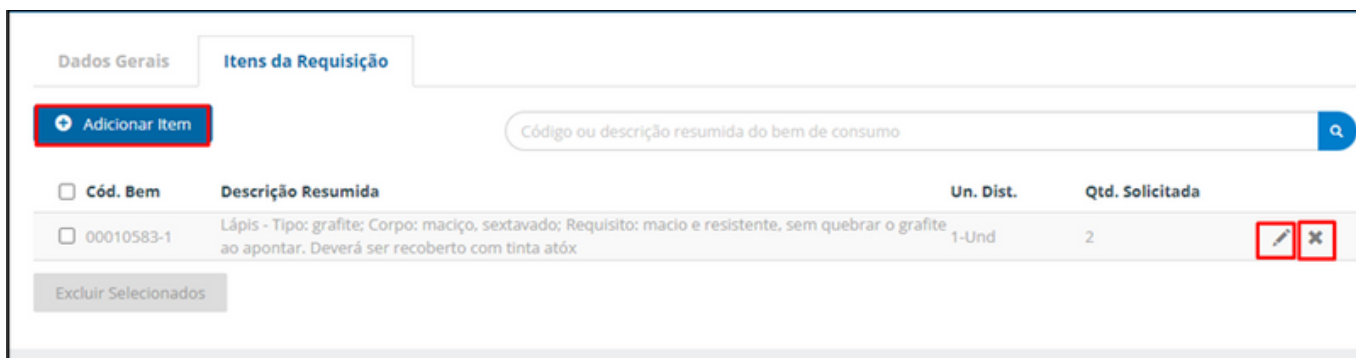 Dados Gerais Itens da Requisição
Adicionar Item Código ou descrição resumida do bem de consumo
Cód. Bem Descrição Resumida Un. Dist. Qtd. Solicitada
00010583-1 Lápis - Tipo: grafite; Corpo: maciço, sextavado; Requisito: macio e resistente, sem quebrar o grafite 1-Und 2
ao apontar. Deverá ser recoberto com tinta atóx
Excluir Selecionados